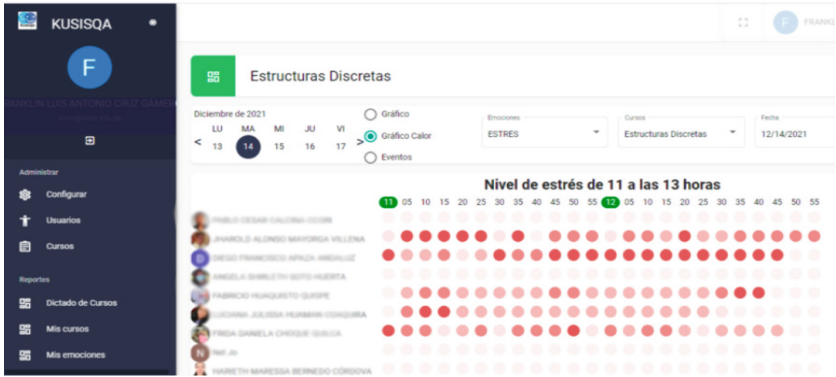 KUSISQA
F
F FRANKL
FRANKLIN LUIS ANTONIO CRUZ GAMER
Estructuras Discretas
Diciembre de 2021
LU MA MI JU VI
< 13 14 15 16 17 >
Gráfico
Gráfico Calor
Eventos
Emociones
ESTRES
Cursos
Estructuras Discretas
Fecha
12/14/2021
Administrar
Configurar
Usuarios
Cursos
Reportes
Dictado de Cursos
Mis cursos
Mis emociones
Nivel de estrés de 11 a las 13 horas
11 05 10 15 20 25 30 35 40 45 50 55 12 05 10 15 20 25 30 35 40 45 50 55
PABLO CESAR CALCINA CCORI
JHAROLD ALONSO MAYORGA VILLENA
D DIEGO FRANCISCO APAZA ANDALUZ
ANGELA SHIRLETH SOTO HUERTA
FABRICIO HUAQUISTO QUISPE
LUCIANA JULISSA HUAMAN COAQUIRA
FRIDA DANIELA CHOQUE
N Nel Jo
HARIETH MARESSA BERNEDO CÓRDOVA